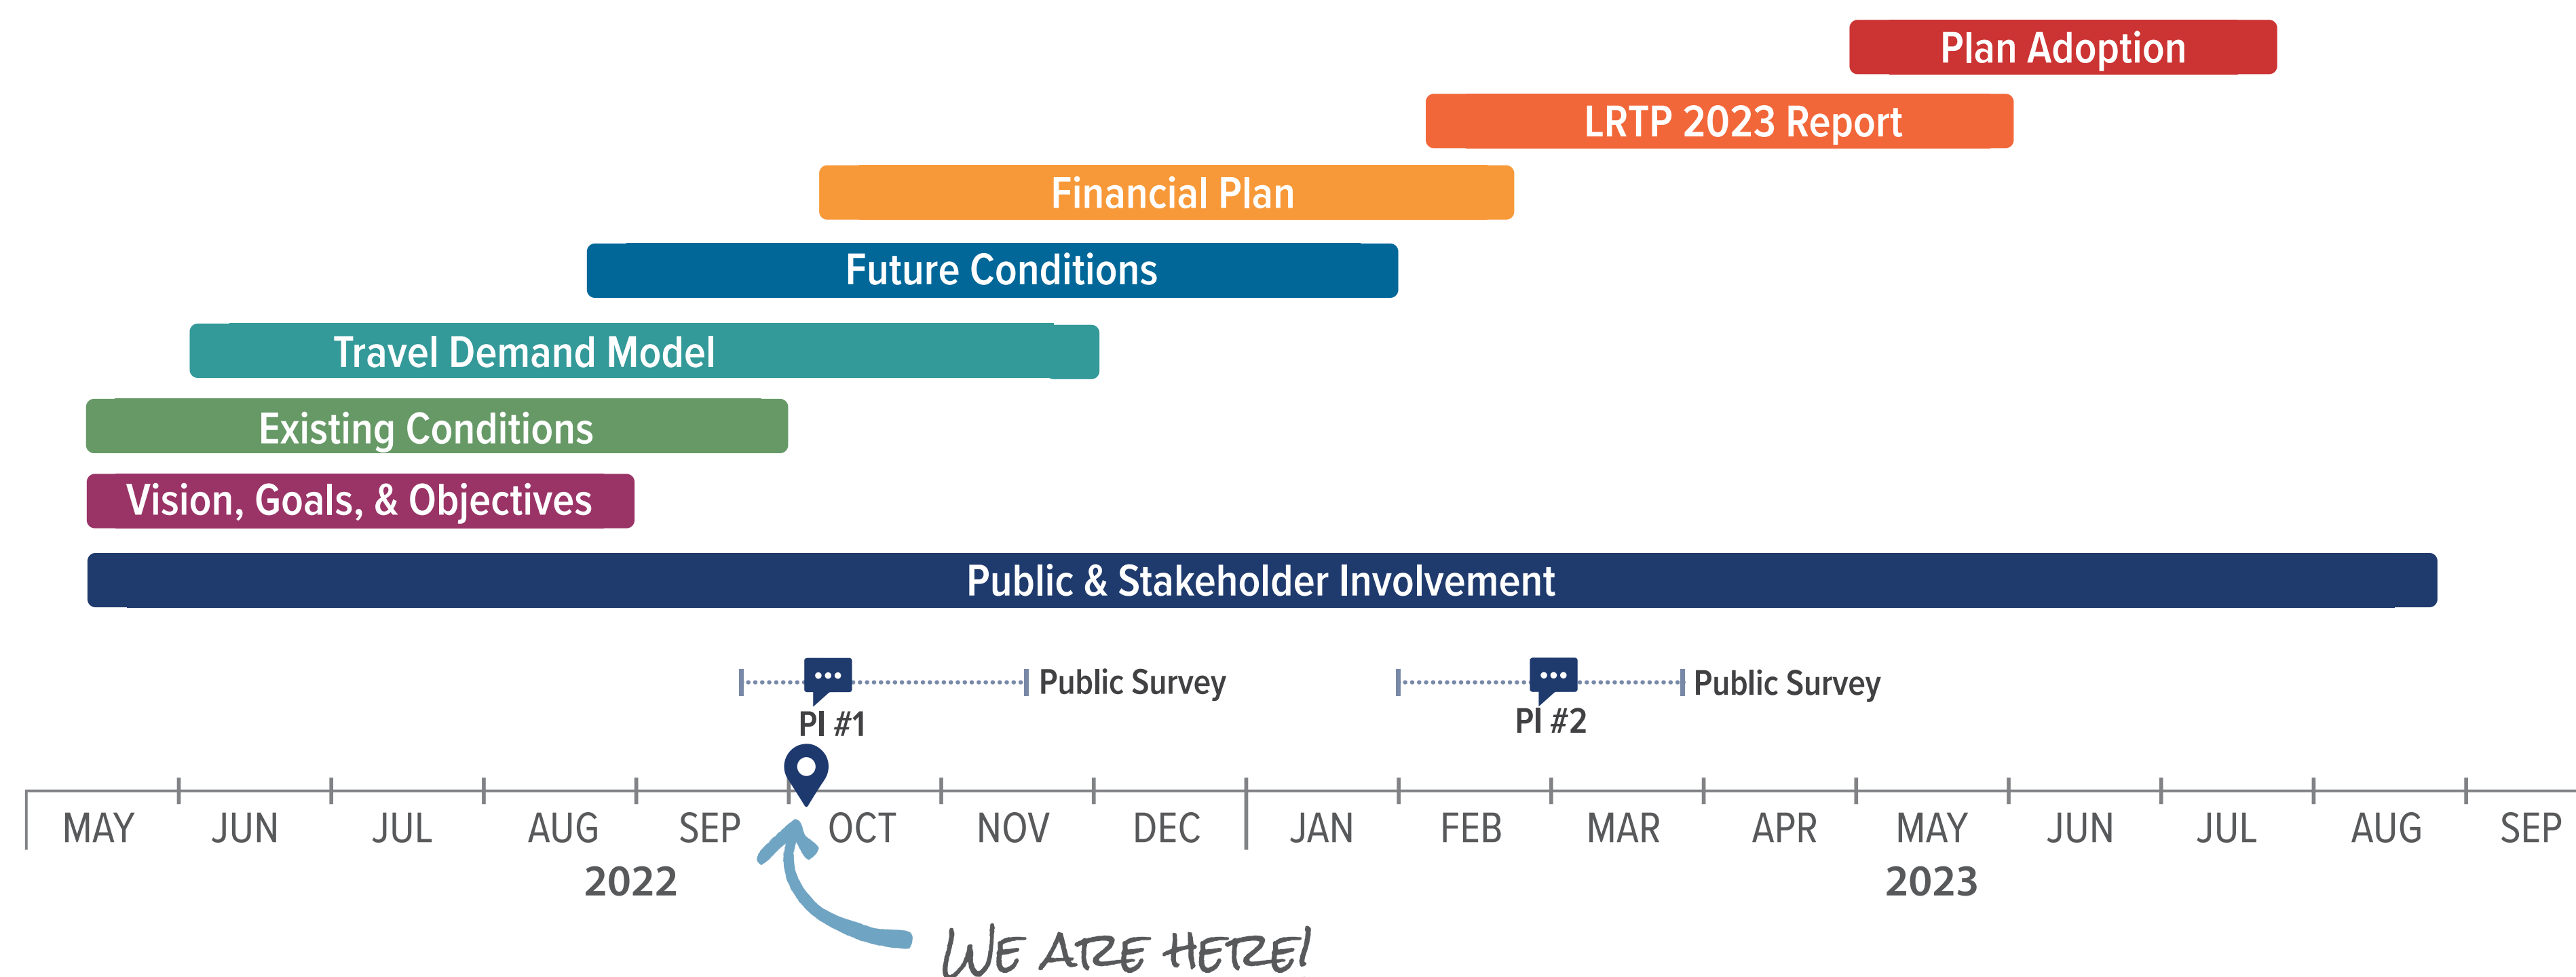 Plan Adoption
LRTP 2023 Report
Financial Plan
Future Conditions
Travel Demand Model
Existing Conditions
Vision, Goals, & Objectives
Public & Stakeholder Involvement
Public Survey
Public Survey
PI #1
PI #2
MAY JUN JUL AUG SEP OCT NOV DEC JAN FEB MAR APR MAY JUN JUL AUG SEP
2022 2023
WE ARE HERE!